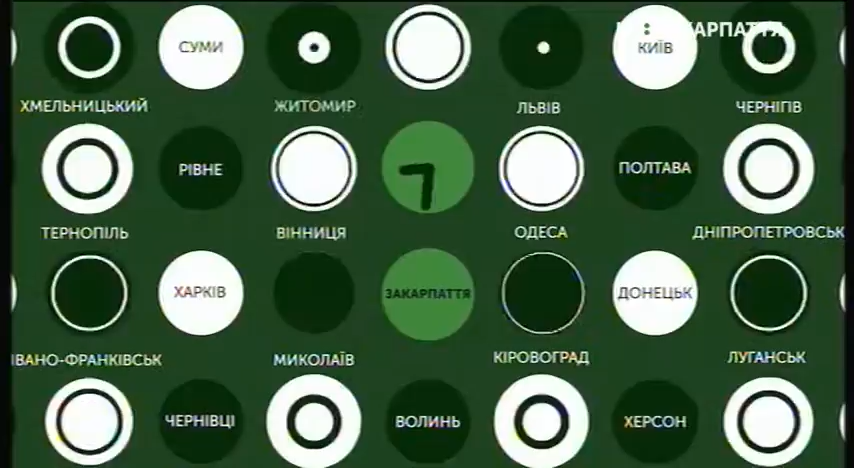 КАРПАТТЯ
СУМИ
КИЇВ
ХМЕЛЬНИЦЬКИЙ
ЖИТОМИР
ЛЬВІВ
ЧЕРНІГІВ
РІВНЕ
ПОЛТАВА
ТЕРНОПІЛЬ
ВІННИЦЯ
ОДЕСА
ДНІПРОПЕТРОВСЬК
ХАРКІВ
ЗАКАРПАТТЯ
ДОНЕЦЬК
ІВАНО-ФРАНКІВСЬК
МИКОЛАЇВ
КІРОВОГРАД
ЛУГАНСЬК
ЧЕРНІВЦІ
ВОЛИНЬ
ХЕРСОН